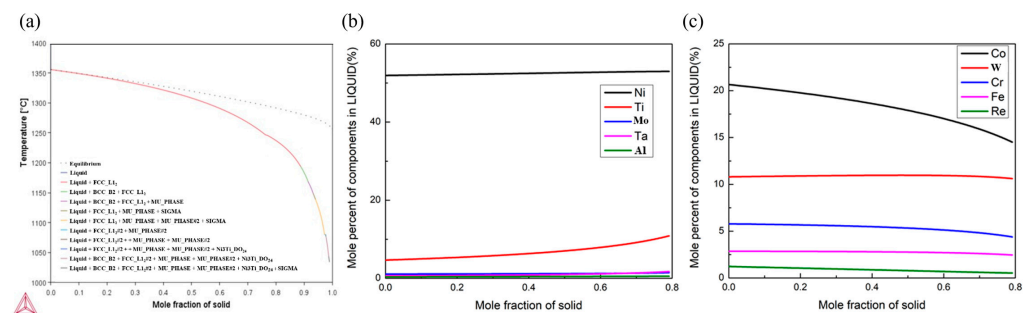 (a)
1400
1350
1300
1250
1200
1150
1100
1050
1000
Temperature [°C]
0.0 0.1 0.2 0.3 0.4 0.5 0.6 0.7 0.8 0.9 1.0
Mole fraction of solid
Equilibrium
Liquid
Liquid + FCC_L1₂
Liquid + BCC_B2 + FCC_L1₂
Liquid + BCC_B2 + FCC_L1₂ + MU_PHASE
Liquid + FCC_L1₂ + MU_PHASE + SIGMA
Liquid + FCC_L1₂ + MU_PHASE + MU_PHASE#2 + SIGMA
Liquid + FCC_L1₂#2 + MU_PHASE#2
Liquid + FCC_L1₂#2 + MU_PHASE + MU_PHASE#2
Liquid + FCC_L1₂#2 + MU_PHASE + MU_PHASE#2 + Ni3Ti_DO₂₄
Liquid + BCC_B2 + FCC_L1₂#2 + MU_PHASE + MU_PHASE#2 + Ni3Ti_DO₂₄
Liquid + BCC_B2 + FCC_L1₂#2 + MU_PHASE + MU_PHASE#2 + Ni3Ti_DO₂₄ + SIGMA
(b)
60
40
20
0
Mole percent of components in LIQUID(%)
0.0 0.2 0.4 0.6 0.8
Mole fraction of solid
Ni
Ti
Mo
Ta
Al
(c)
25
20
15
10
5
0
Mole percent of components in LIQUID(%)
0.0 0.2 0.4 0.6 0.8
Mole fraction of solid
Co
W
Cr
Fe
Re